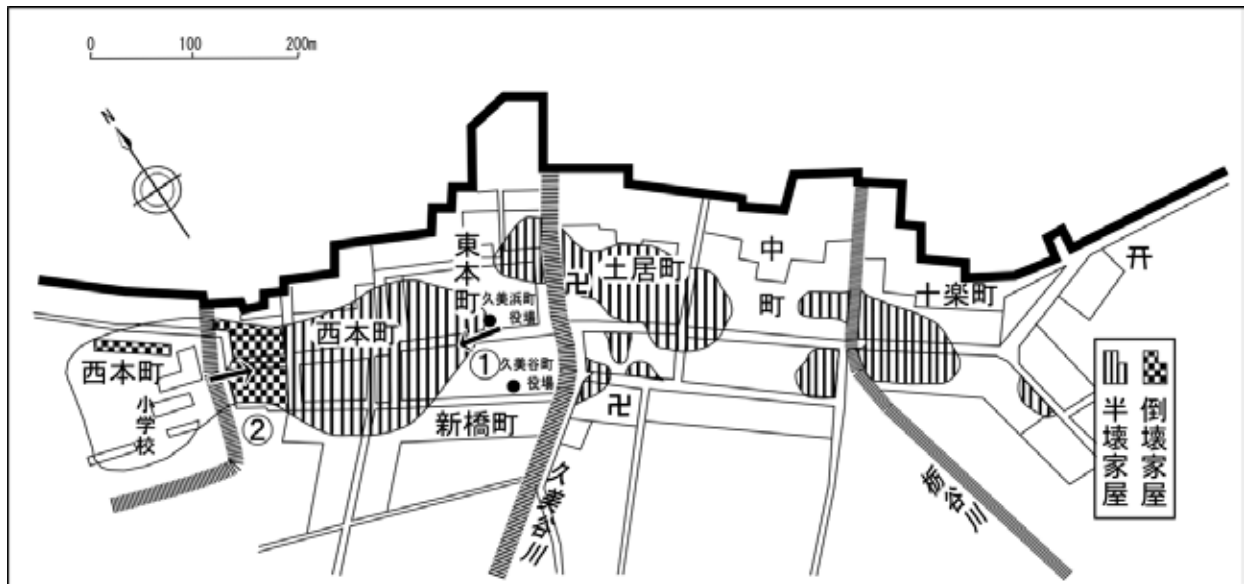 0 100 200m
N
東本町
久美浜町
役場
土居町
中町
十楽町
西本町
①
久美谷町
役場
西本町
小学校
②
新橋町
久美谷川
栃谷川
倒壊家屋
半壊家屋